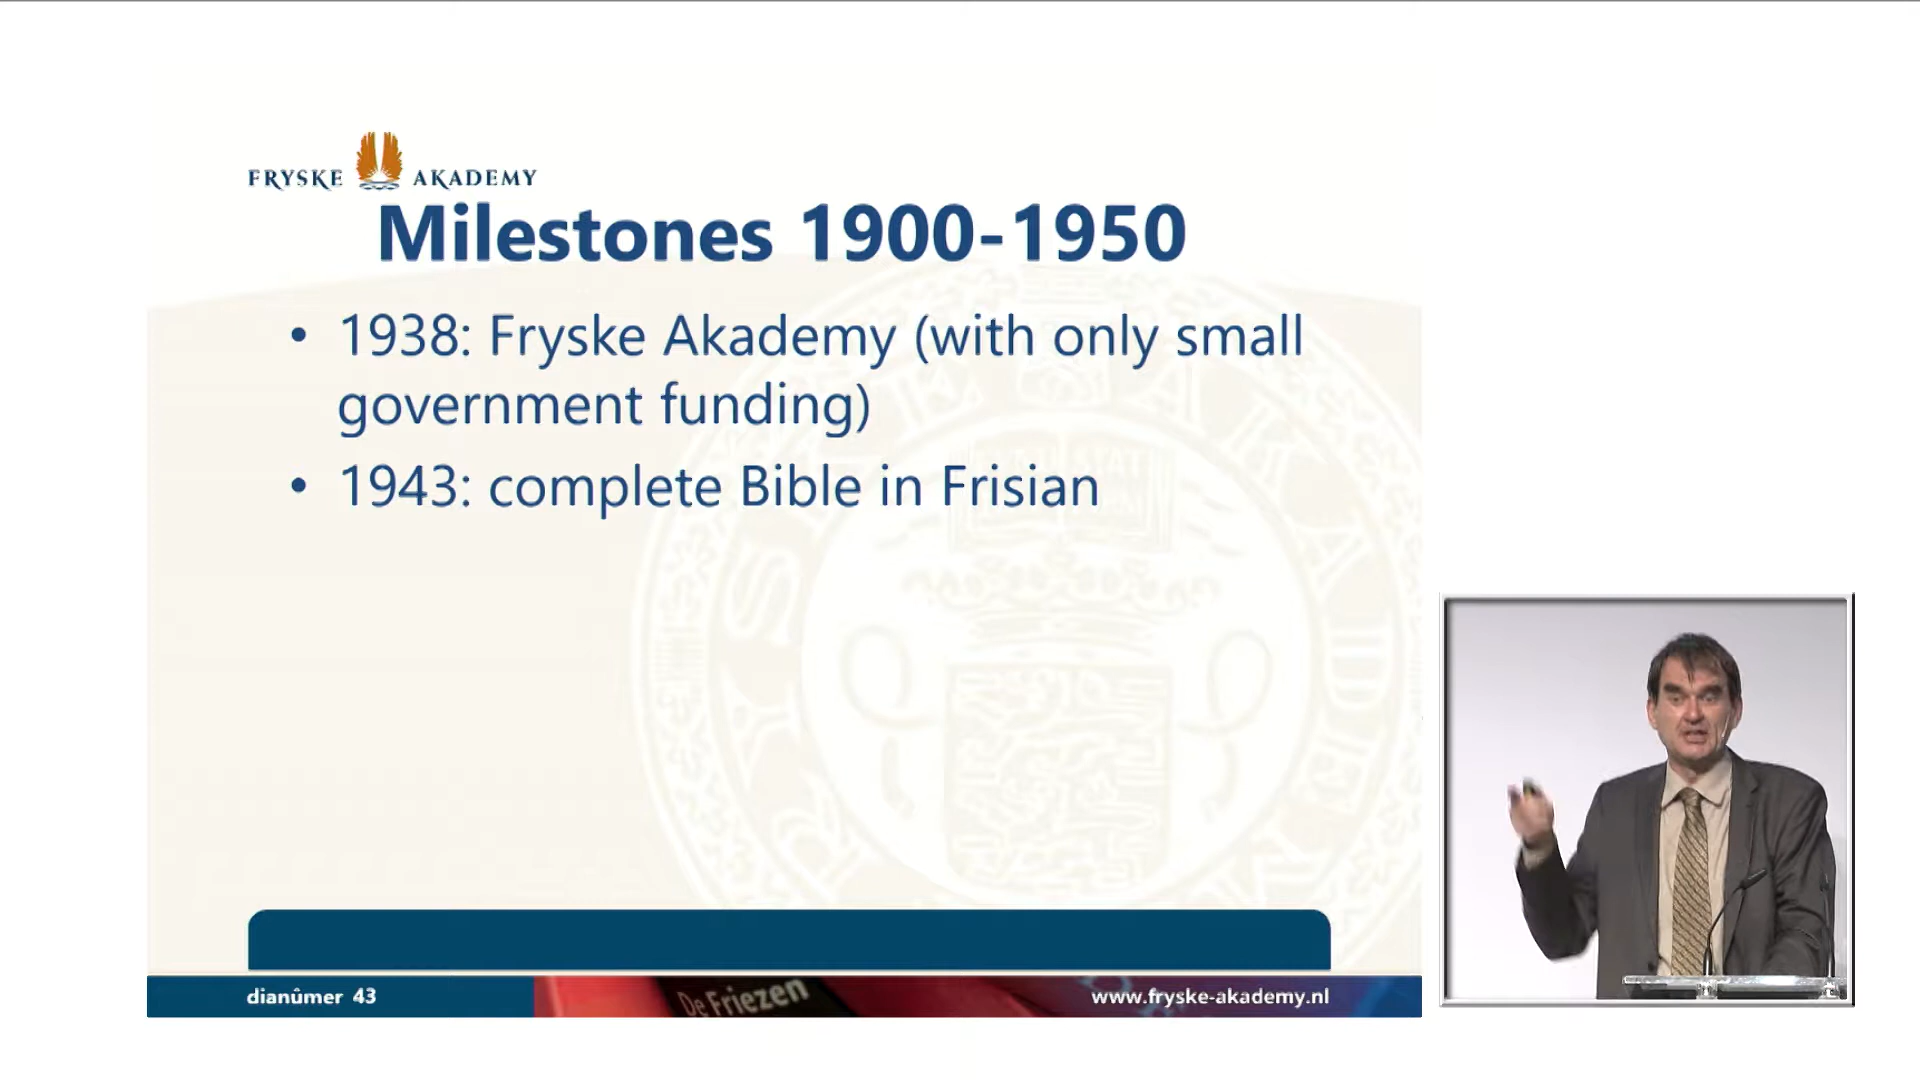 FRYSKE AKADEMY
Milestones 1900-1950
• 1938: Fryske Akademy (with only small
government funding)
• 1943: complete Bible in Frisian
dianûmer 43
De Friezen
www.fryske-akademy.nl